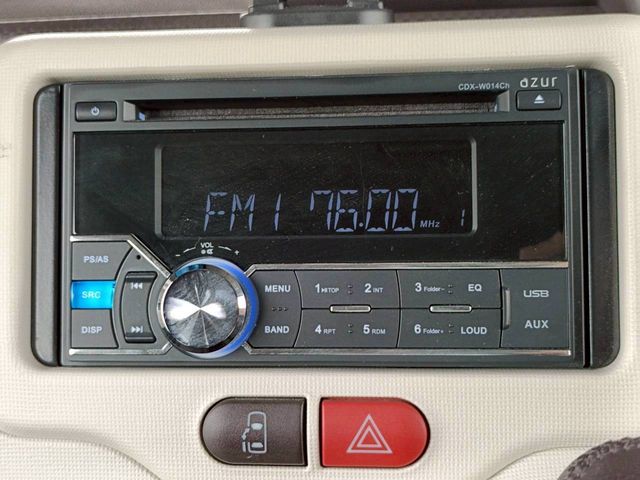 CDX-W014CH azur
FM1 76.00 MHz 1
VOL
- +
PS/AS
SRC
DISP
MENU
BAND
1 TOP 2 INT
4 RPT 5 RDM
3 Folder- EQ
6 Folder+ LOUD
USB
AUX